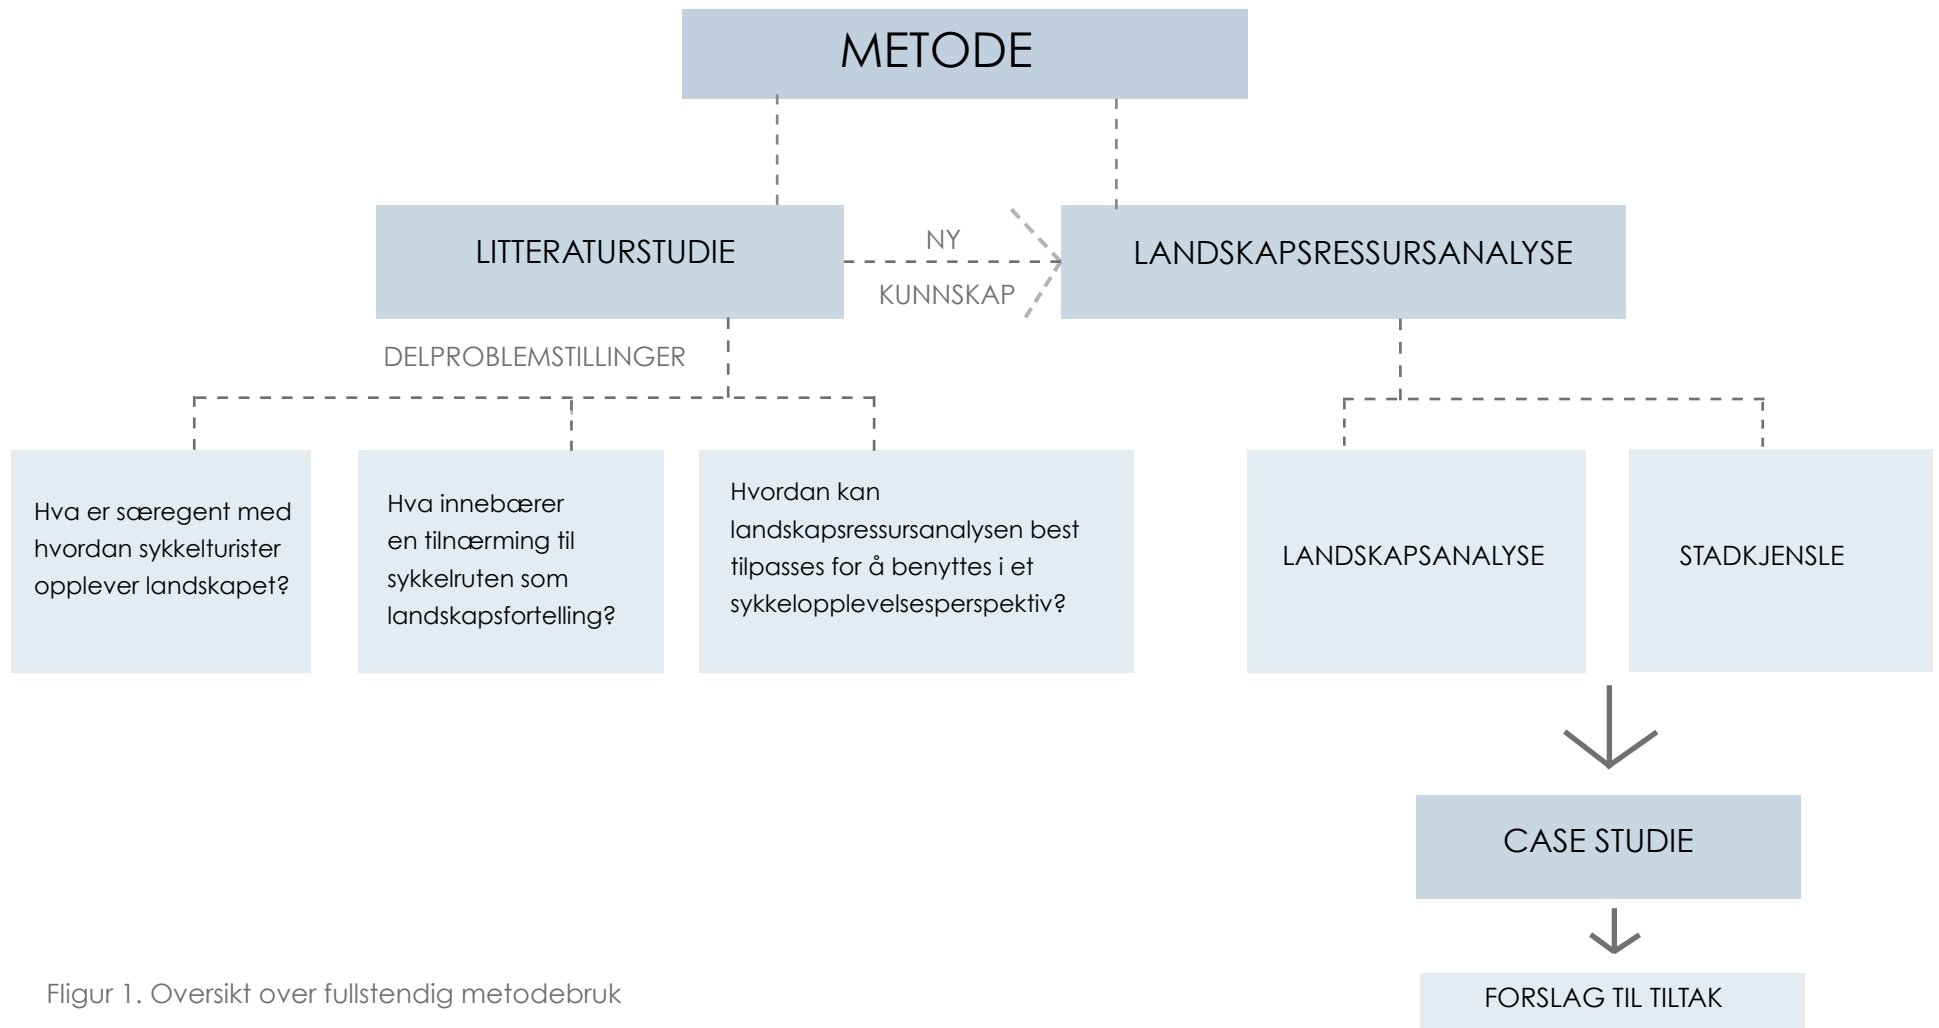 METODE
LITTERATURSTUDIE
NY
KUNNSKAP
LANDSKAPSRESSURSANALYSE
DELPROBLEMSTILLINGER
Hva er særegent med
hvordan sykkelturister
opplever landskapet?
Hva innebærer
en tilnærming til
sykkelruten som
landskapsfortelling?
Hvordan kan
landskapsressursanalysen best
tilpasses for å benyttes i et
sykkelopplevelsesperspektiv?
LANDSKAPSANALYSE
STADKJENSLE
CASE STUDIE
FORSLAG TIL TILTAK
Fligur 1. Oversikt over fullstendig metodebruk